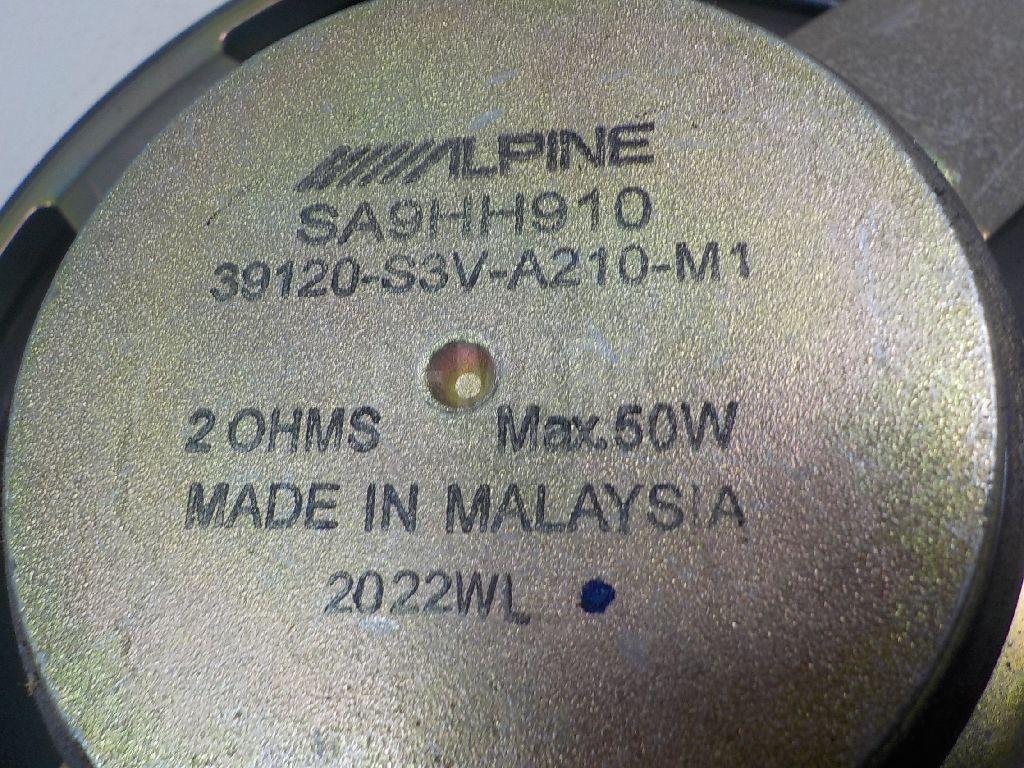 ALPINE
SA9HH910
39120-S3V-A210-M1
2 OHMS Max.50W
MADE IN MALAYSIA
2022WL